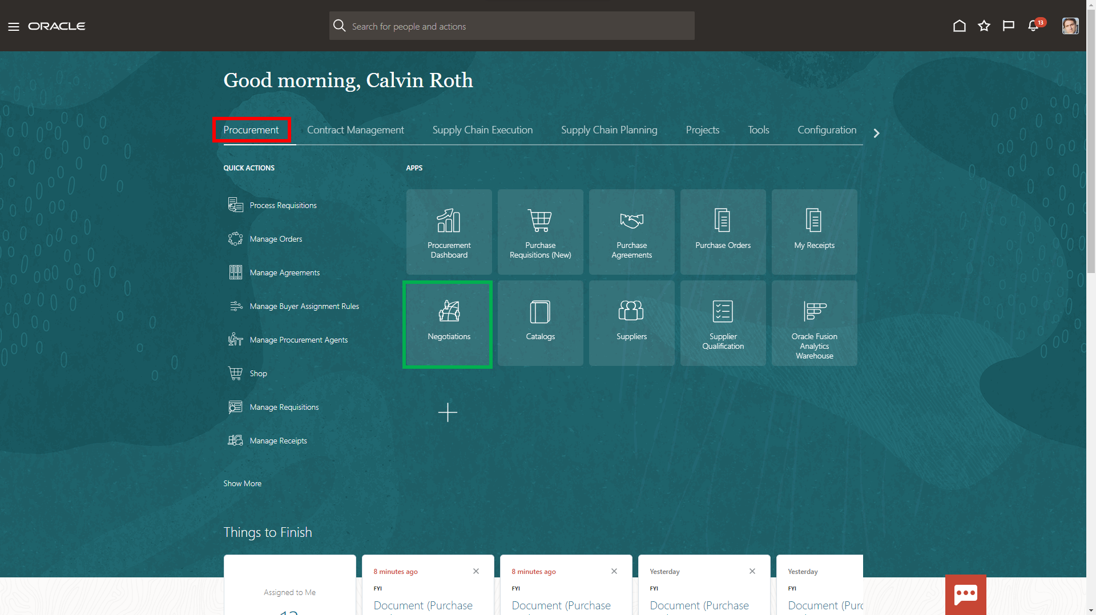 ORACLE
Search for people and actions
13
Good morning, Calvin Roth
Procurement
Contract Management
Supply Chain Execution
Supply Chain Planning
Projects
Tools
Configuration
QUICK ACTIONS
Process Requisitions
Manage Orders
Manage Agreements
Manage Buyer Assignment Rules
Manage Procurement Agents
Shop
Manage Requisitions
Manage Receipts
Show More
APPS
Procurement
Dashboard
Purchase
Requisitions (New)
Purchase
Agreements
Purchase Orders
My Receipts
Negotiations
Catalogs
Suppliers
Supplier
Qualification
Oracle Fusion
Analytics
Warehouse
Things to Finish
Assigned to Me
8 minutes ago
FYI
Document (Purchase
8 minutes ago
FYI
Document (Purchase
Yesterday
FYI
Document (Purchase
Yesterday
FYI
Document (Purchase